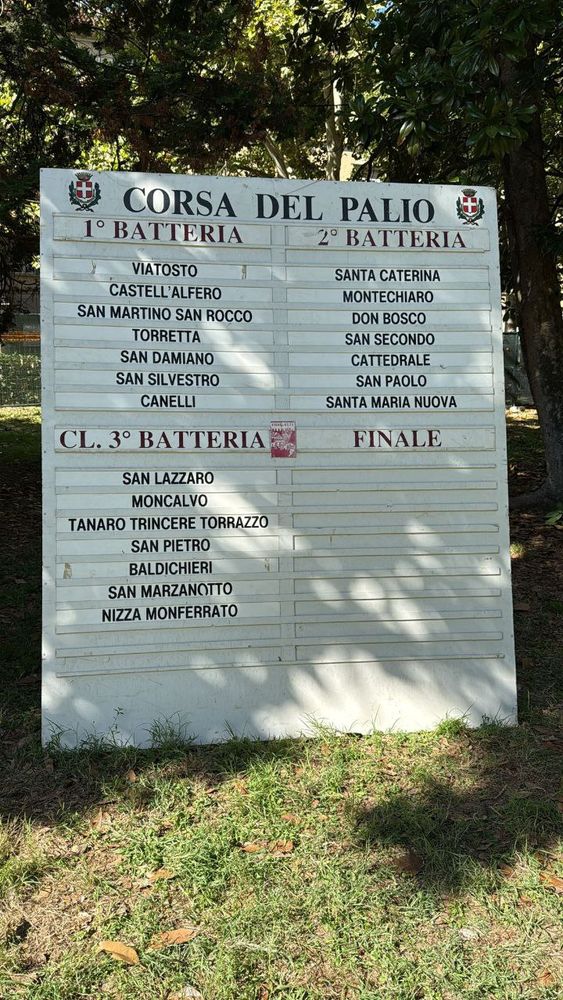 CORSA DEL PALIO
1° BATTERIA
VIATOSTO
CASTELL'ALFERO
SAN MARTINO SAN ROCCO
TORRETTA
SAN DAMIANO
SAN SILVESTRO
CANELLI
2° BATTERIA
SANTA CATERINA
MONTECHIARO
DON BOSCO
SAN SECONDO
CATTEDRALE
SAN PAOLO
SANTA MARIA NUOVA
CL. 3° BATTERIA
SAN LAZZARO
MONCALVO
TANARO TRINCERE TORRAZZO
SAN PIETRO
BALDICHIERI
SAN MARZANOTTO
NIZZA MONFERRATO
FINALE